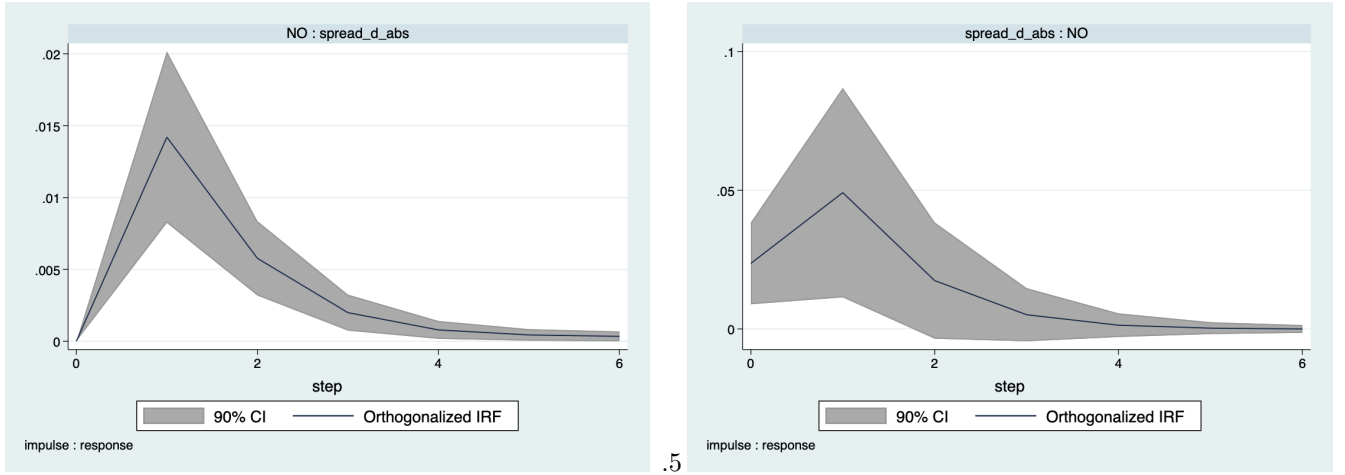 NO : spread_d_abs
.02
.015
.01
.005
0
0 2 4 6
step
90% CI Orthogonalized IRF
impulse : response
.5
spread_d_abs : NO
.1
.05
0
0 2 4 6
step
90% CI Orthogonalized IRF
impulse : response